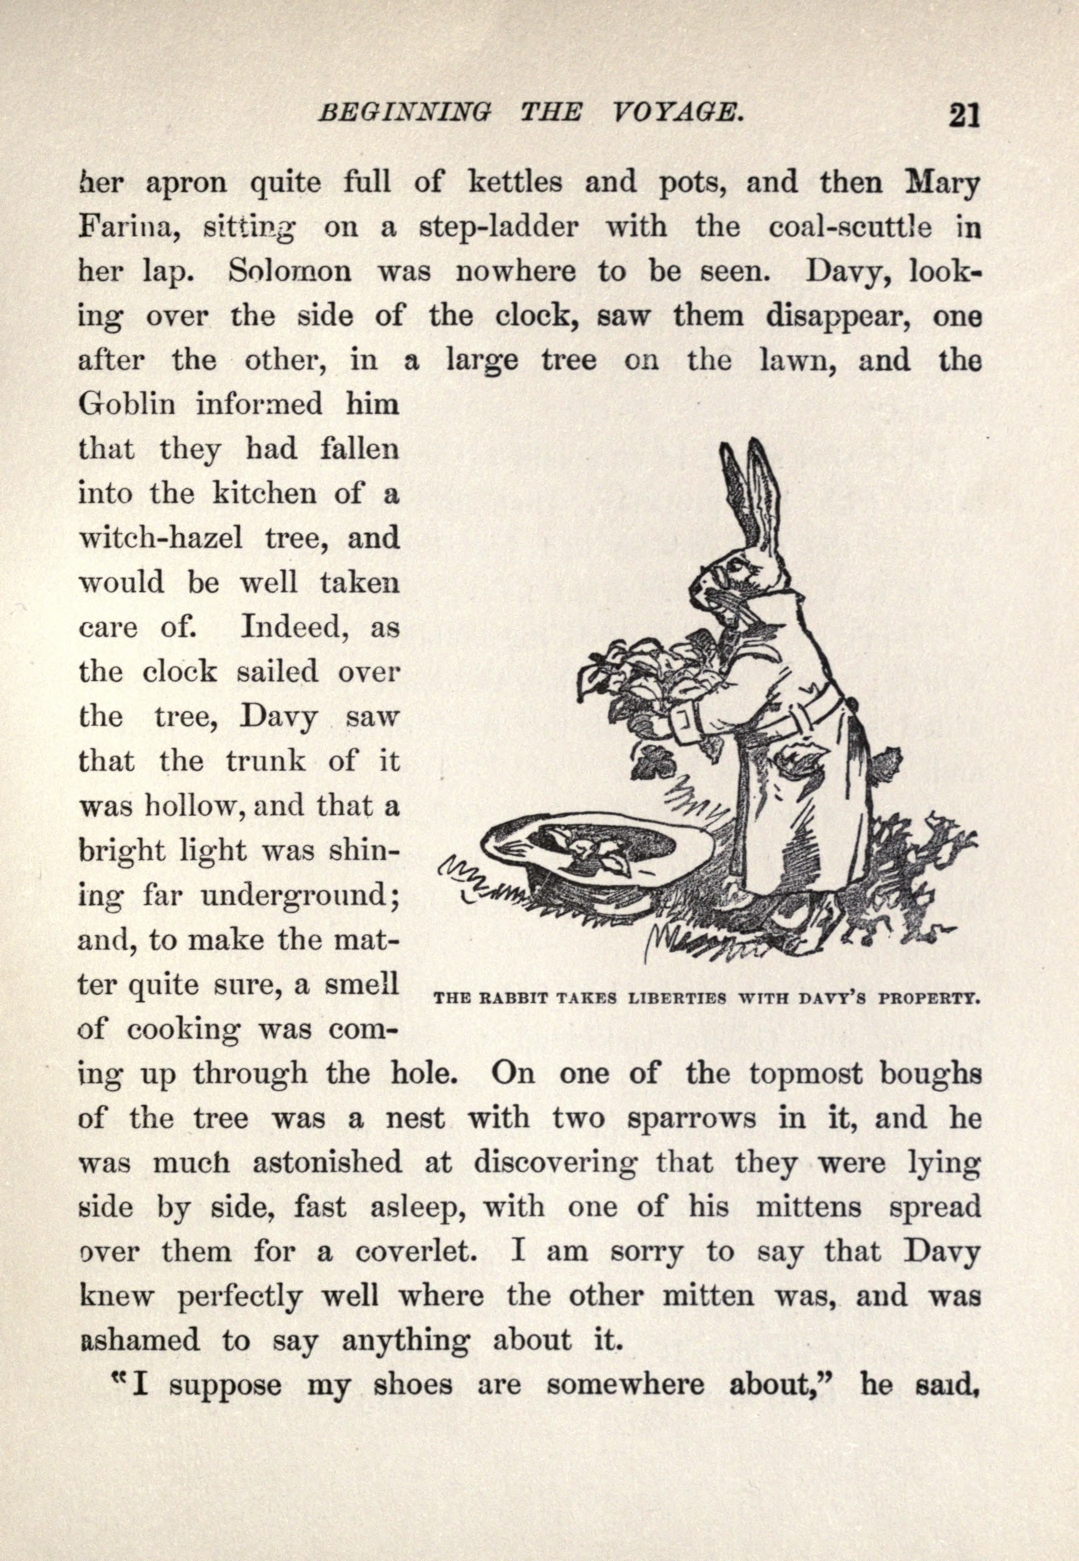 BEGINNING THE VOYAGE. 21
her apron quite full of kettles and pots, and then Mary
Farina, sitting on a step-ladder with the coal-scuttle in
her lap. Solomon was nowhere to be seen. Davy, look-
ing over the side of the clock, saw them disappear, one
after the other, in a large tree on the lawn, and the
Goblin informed him
that they had fallen
into the kitchen of a
witch-hazel tree, and
would be well taken
care of. Indeed, as
the clock sailed over
the tree, Davy saw
that the trunk of it
was hollow, and that a
bright light was shin-
ing far underground;
and, to make the mat-
ter quite sure, a smell
of cooking was com-
THE RABBIT TAKES LIBERTIES WITH DAVY'S PROPERTY.
ing up through the hole. On one of the topmost boughs
of the tree was a nest with two sparrows in it, and he
was much astonished at discovering that they were lying
side by side, fast asleep, with one of his mittens spread
over them for a coverlet. I am sorry to say that Davy
knew perfectly well where the other mitten was, and was
ashamed to say anything about it.
"I suppose my shoes are somewhere about," he said,